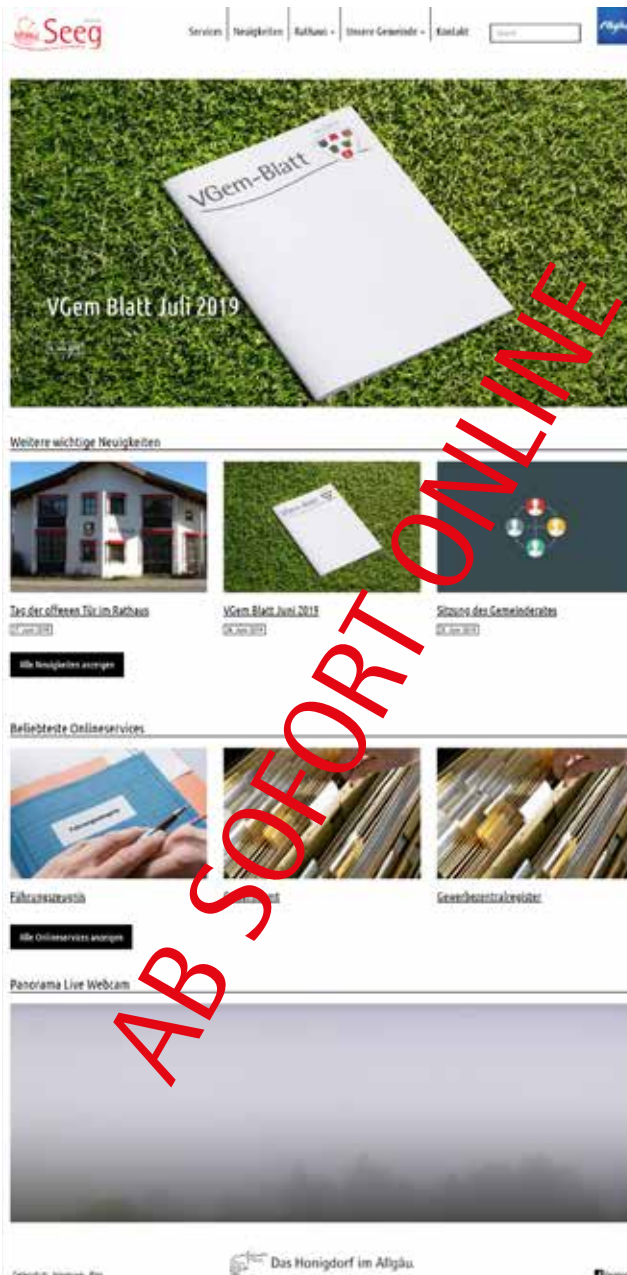 Seeg
Services Neuigkeiten Rathaus Unsere Gemeinde Kontakt
VGem-Blatt
VGem Blatt Juli 2019
Weitere wichtige Neuigkeiten
Tag der offenen Tür im Rathaus
VGem Blatt Juni 2019
Sitzung des Gemeinderates
Alle Neuigkeiten anzeigen
Beliebteste Onlineservices
Führungszeugnis
Führungszeugnis
Gewerbezentralregister
Alle Onlineservices anzeigen
Panorama Live Webcam
Das Honigdorf im Allgäu
AB SOFORT ONLINE